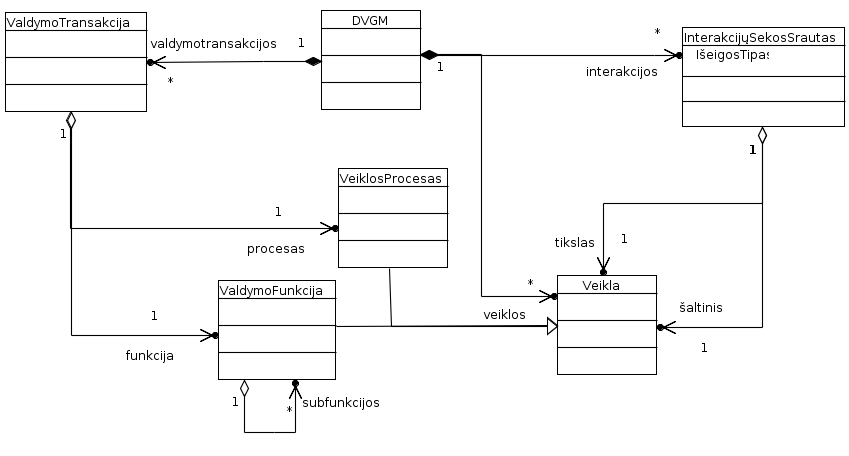 ValdymoTransakcija
DVGM
InterakcijųSekosSrautas
IšeigosTipas
valdymotransakcijos
1
*
1
*
interakcijos
1
1
VeiklosProcesas
1
procesas
tikslas
1
*
Veikla
šaltinis
1
veiklos
ValdymoFunkcija
1
funkcija
1
*
subfunkcijos